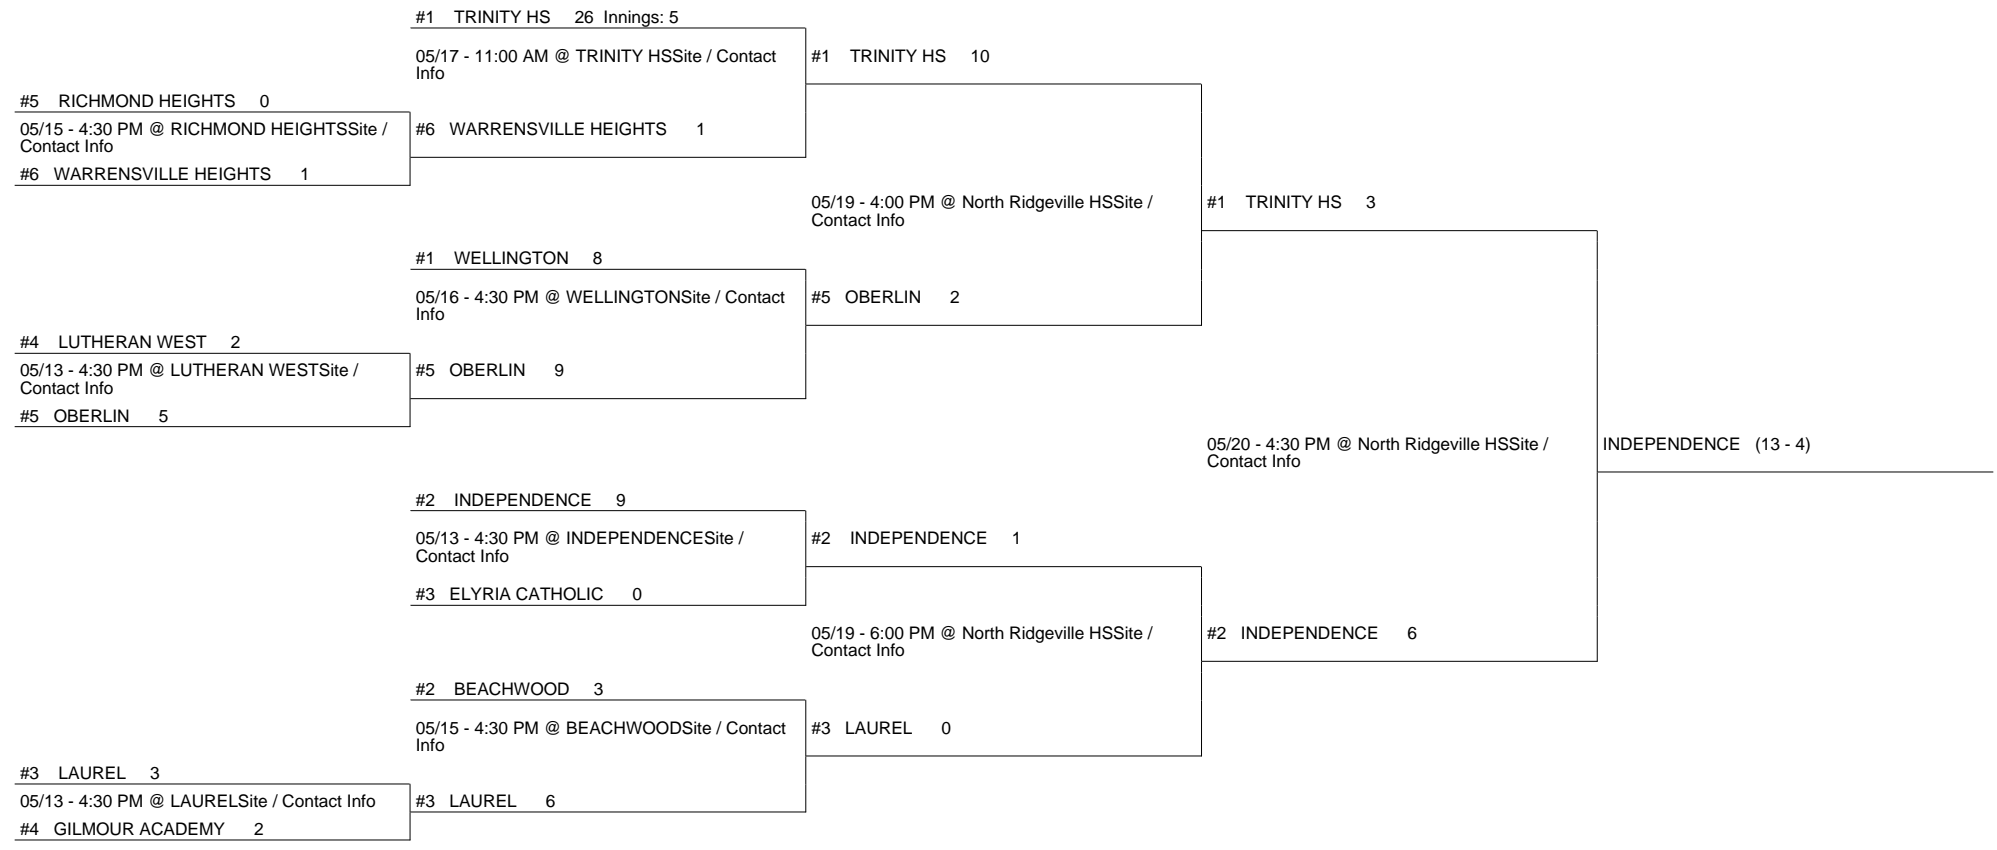 #1 TRINITY HS 26 Innings: 5
05/17 - 11:00 AM @ TRINITY HSSite / Contact
Info
#1 TRINITY HS 10
#5 RICHMOND HEIGHTS 0
05/15 - 4:30 PM @ RICHMOND HEIGHTSSite /
Contact Info
#6 WARRENSVILLE HEIGHTS 1
#6 WARRENSVILLE HEIGHTS 1
05/19 - 4:00 PM @ North Ridgeville HSSite /
Contact Info
#1 TRINITY HS 3
#1 WELLINGTON 8
05/16 - 4:30 PM @ WELLINGTONSite / Contact
Info
#5 OBERLIN 2
#4 LUTHERAN WEST 2
05/13 - 4:30 PM @ LUTHERAN WESTSite /
Contact Info
#5 OBERLIN 9
#5 OBERLIN 5
05/20 - 4:30 PM @ North Ridgeville HSSite /
Contact Info
INDEPENDENCE (13 - 4)
#2 INDEPENDENCE 9
05/13 - 4:30 PM @ INDEPENDENCESite /
Contact Info
#2 INDEPENDENCE 1
#3 ELYRIA CATHOLIC 0
05/19 - 6:00 PM @ North Ridgeville HSSite /
Contact Info
#2 INDEPENDENCE 6
#2 BEACHWOOD 3
05/15 - 4:30 PM @ BEACHWOODSite / Contact
Info
#3 LAUREL 0
#3 LAUREL 3
05/13 - 4:30 PM @ LAURELSite / Contact Info
#3 LAUREL 6
#4 GILMOUR ACADEMY 2